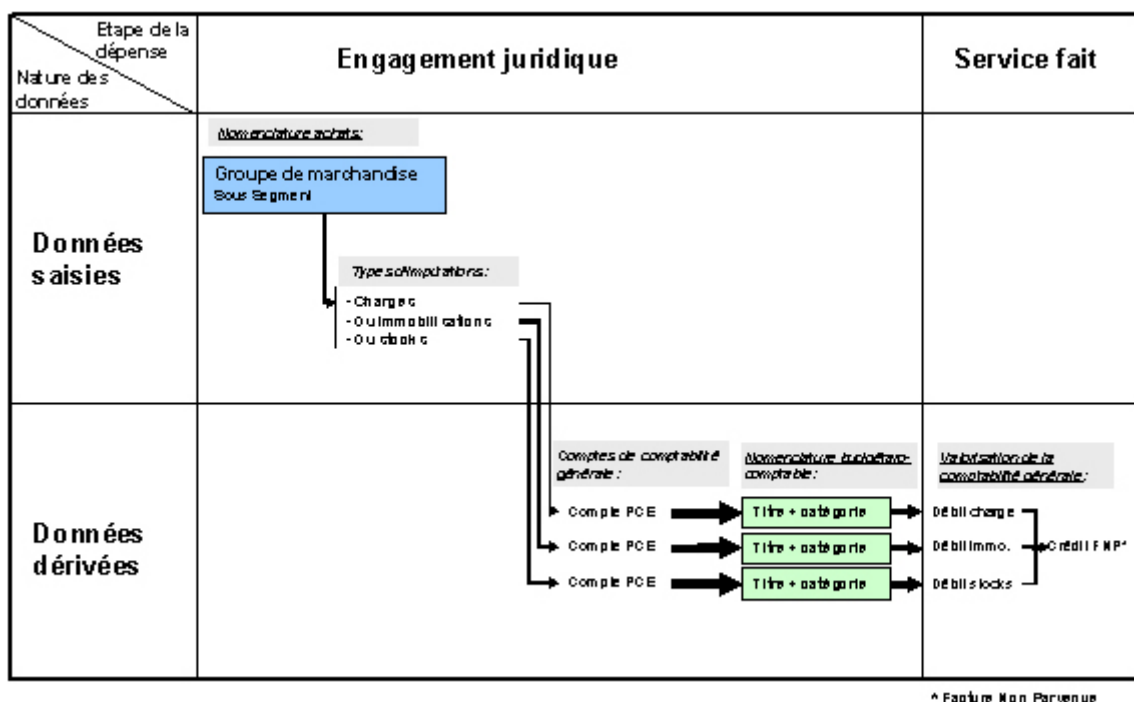 Etape de la
dépense
Nature des
données
Engagement juridique
Service fait
Nomenclature achats:
Groupe de marchandise
Sous Segment
Données
saisies
Types d'imputations :
- Charges
- Ou immobilisations
- Ou stocks
Données
dérivées
Comptes de comptabilité
générale :
Nomenclature budgétaro-
comptable :
Valorisation de la
comptabilité générale :
Compte PCE
Titre + catégorie
Débit charge
Compte PCE
Titre + catégorie
Débit immo.
Crédit FNP*
Compte PCE
Titre + catégorie
Débit stocks
* Facture Non Parvenue